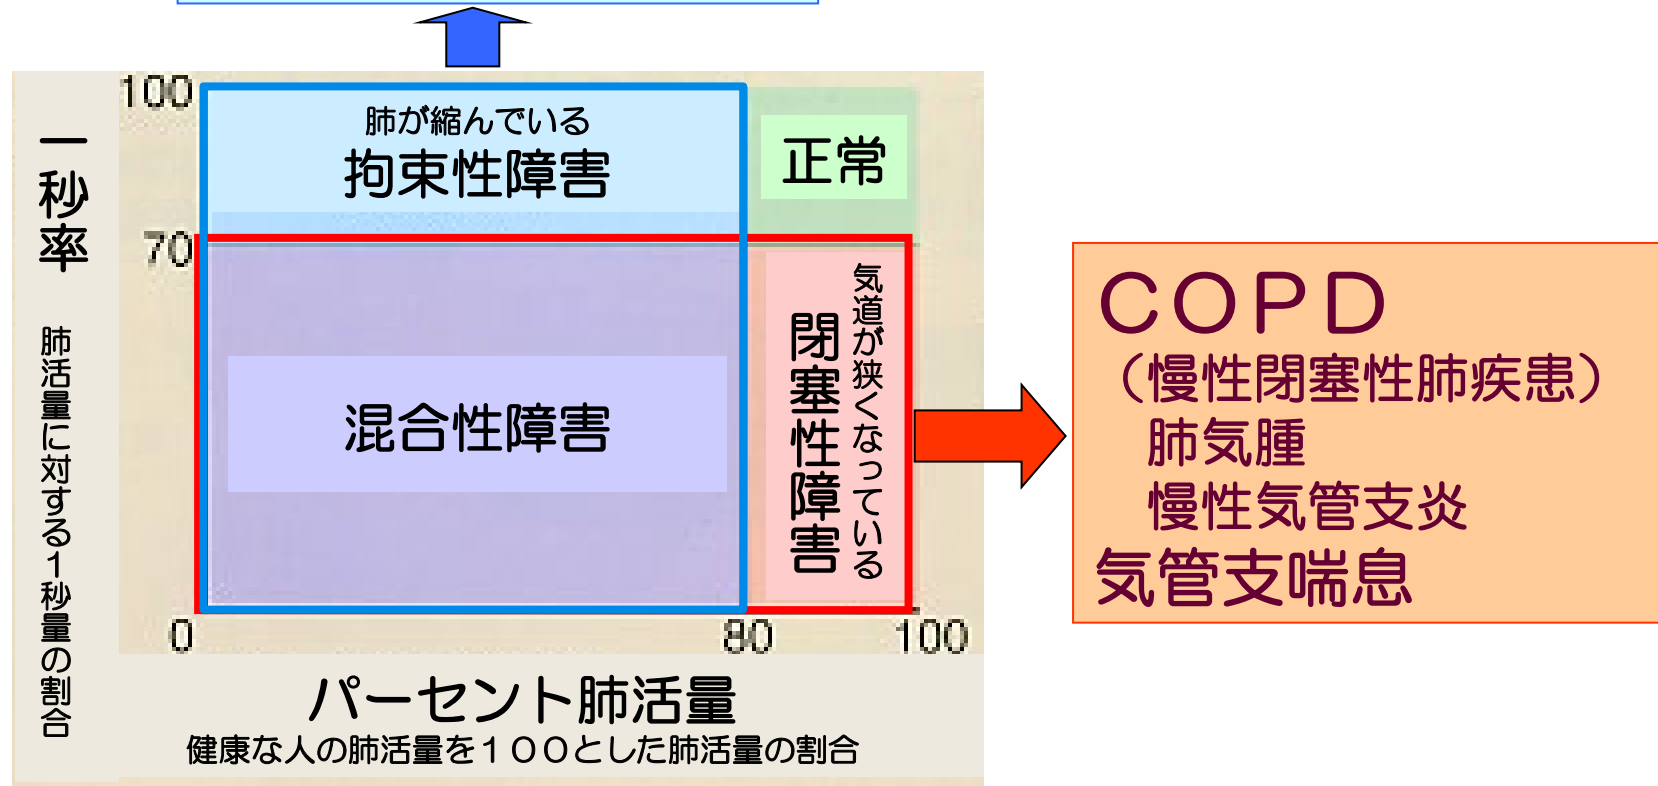 100
肺が縮んでいる
拘束性障害
正常
一秒率
肺活量に対する1秒量の割合
70
混合性障害
気道が狭くなっている
閉塞性障害
0
80
100
パーセント肺活量
健康な人の肺活量を１００とした肺活量の割合
ＣＯＰＤ
（慢性閉塞性肺疾患）
肺気腫
慢性気管支炎
気管支喘息